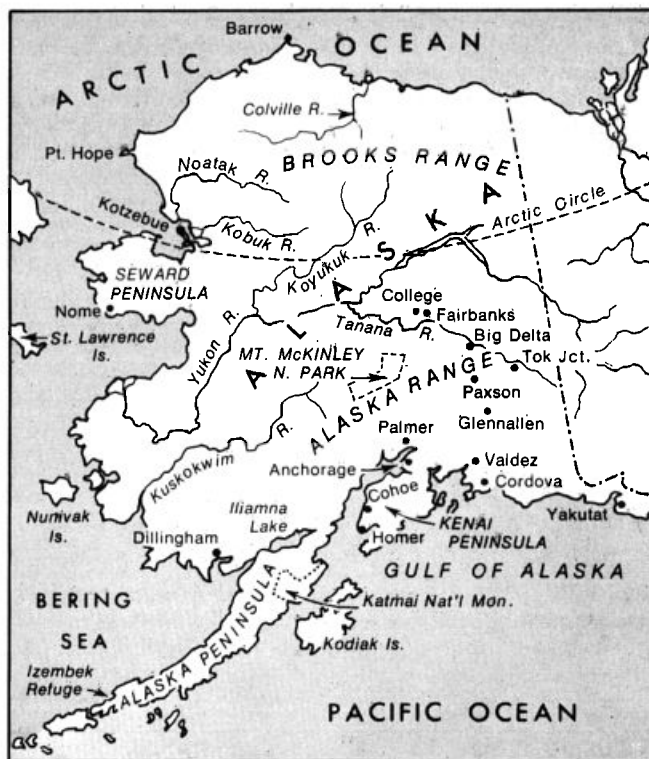 Barrow
ARCTIC OCEAN
Colville R.
Pt. Hope
Noatak R.
BROOKS RANGE
Kotzebue
Kobuk R.
Arctic Circle
Koyukuk R.
ALASKA
SEWARD
PENINSULA
Nome
St. Lawrence
Is.
Yukon R.
College
Fairbanks
Tanana R.
Big Delta
Tok Jct.
MT. McKINLEY
N. PARK
ALASKA RANGE
Paxson
Glennallen
Palmer
Kuskokwim R.
Anchorage
Valdez
Cordova
Yakutat
Nunivak
Is.
Iliamna
Lake
Cohoe
Dillingham
Homer
KENAI
PENINSULA
GULF OF ALASKA
BERING
SEA
Katmai Nat'l Mon.
Kodiak Is.
Izembek
Refuge
ALASKA PENINSULA
PACIFIC OCEAN